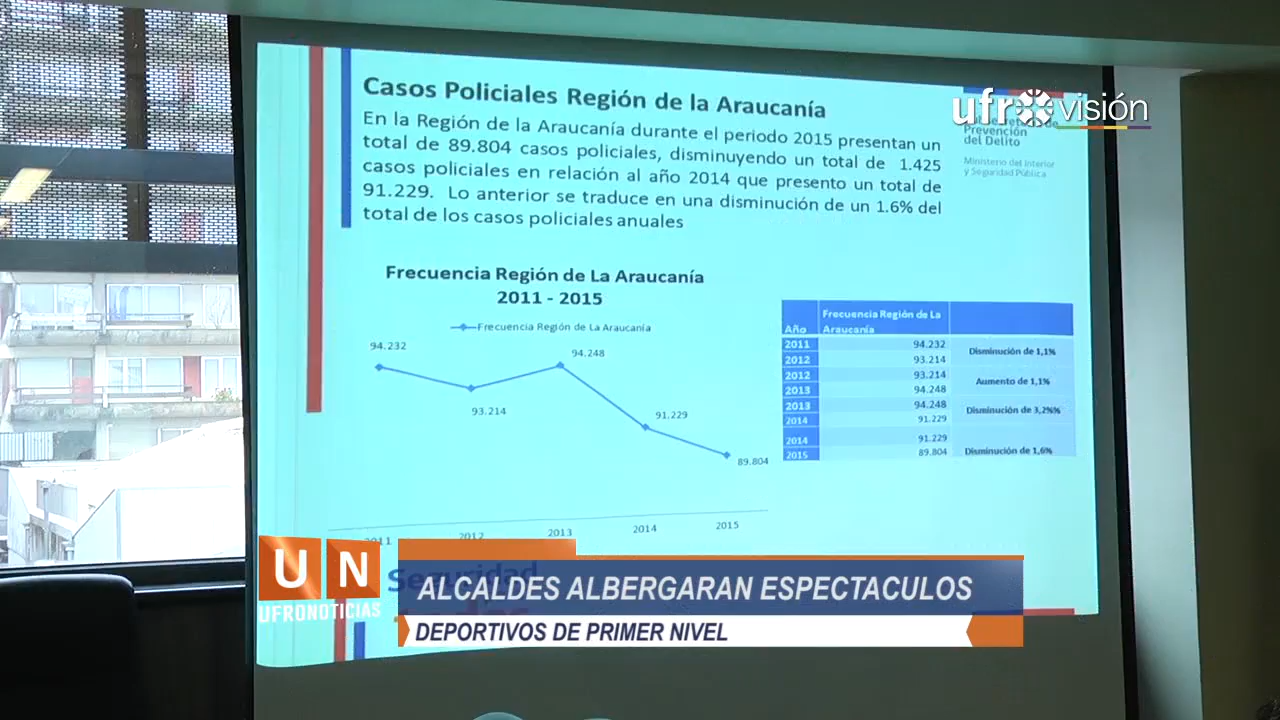 Casos Policiales Región de la Araucanía
En la Región de la Araucanía durante el periodo 2015 presentan un
total de 89.804 casos policiales, disminuyendo un total de 1.425
casos policiales en relación al año 2014 que presento un total de
91.229. Lo anterior se traduce en una disminución de un 1.6% del
total de los casos policiales anuales
ufrovisión
Prevención
del Delito
Ministerio del Interior
y Seguridad Pública
Frecuencia Región de La Araucanía
2011 - 2015
Frecuencia Región de La Araucanía
94.232
94.248
93.214
91.229
89.804
2012
2013
2014
2015
Año Frecuencia Región de La Araucanía
2011 94.232
2012 93.214
Disminución de 1,1%
2012 93.214
2013 94.248
Aumento de 1,1%
2013 94.248
2014 91.229
Disminución de 3,2%%
2014 91.229
2015 89.804
Disminución de 1,6%
Seguridad
UN
UFRONOTICIAS
ALCALDES ALBERGARAN ESPECTACULOS
DEPORTIVOS DE PRIMER NIVEL